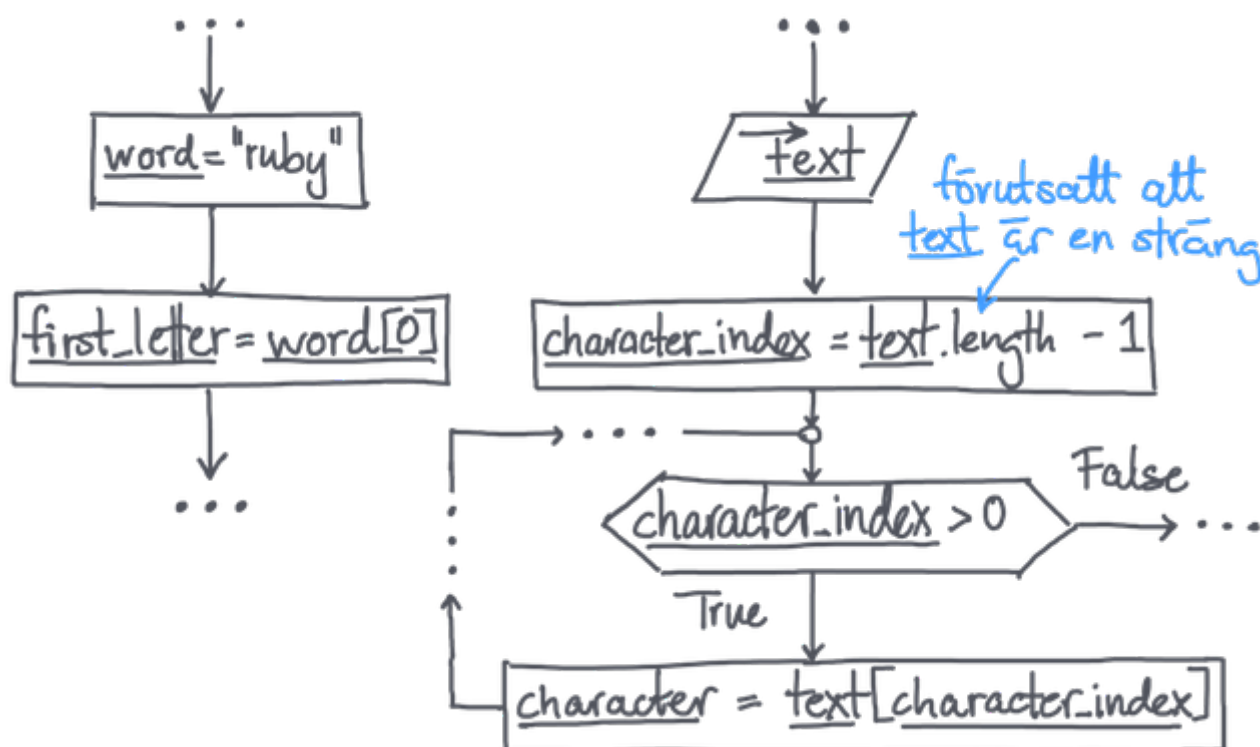 ...
word = "ruby"
first_letter = word[0]
...
...
text
förutsatt att
text är en sträng
character_index = text.length - 1
...
character_index > 0
False
...
True
character = text[character_index]